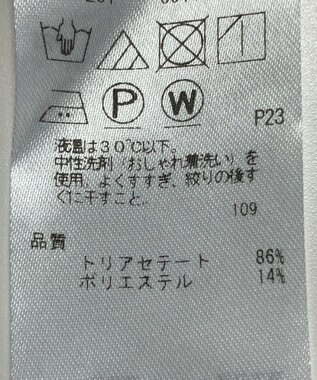 P W
P23
液温は30℃以下。
中性洗剤(おしゃれ着洗い)を
使用、よくすすぎ、絞りの後す
ぐに干すこと。
109
品質
トリアセテート 86%
ポリエステル 14%